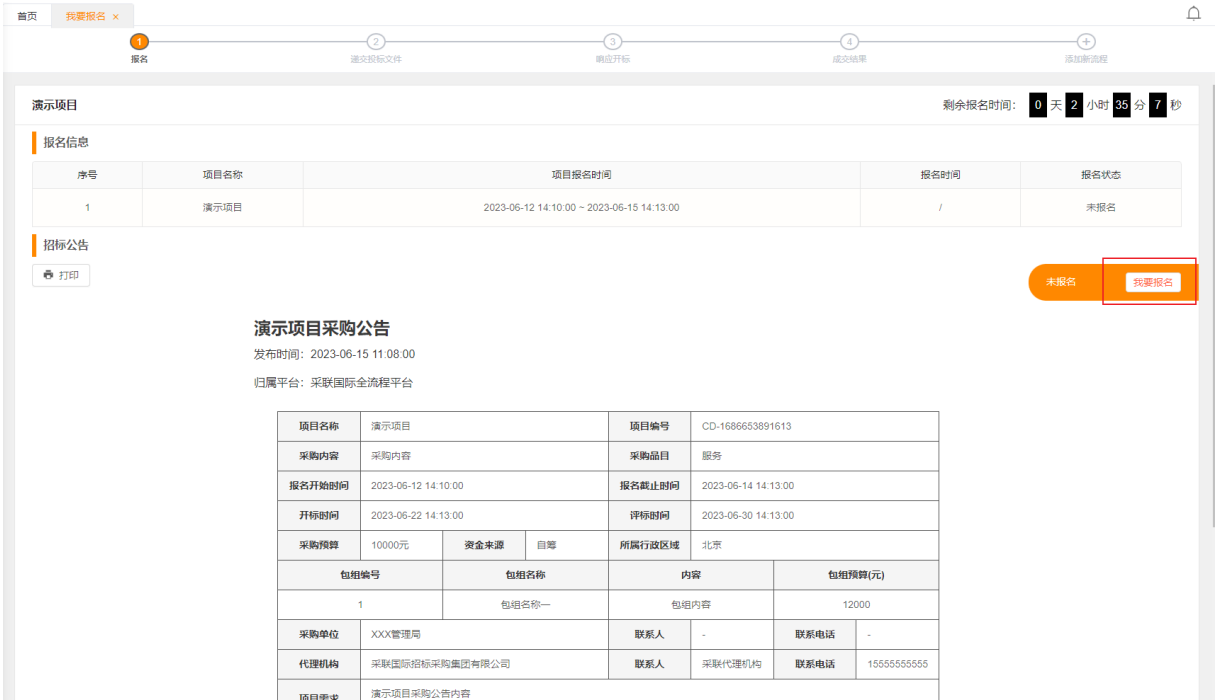 首页 我要报名 ×
1 2 3 4
报名 递交投标文件 响应开标 成交结果 添加新流程
演示项目 剩余报名时间： 0 天 2 小时 35 分 7 秒
报名信息
序号 项目名称 项目报名时间 报名时间 报名状态
1 演示项目 2023-06-12 14:10:00 ~ 2023-06-15 14:13:00 / 未报名
招标公告
打印 未报名 我要报名
演示项目采购公告
发布时间：2023-06-15 11:08:00
归属平台：采联国际全流程平台
项目名称 演示项目 项目编号 CD-1686653891613
采购内容 采购内容 采购品目 服务
报名开始时间 2023-06-12 14:10:00 报名截止时间 2023-06-14 14:13:00
开标时间 2023-06-22 14:13:00 评标时间 2023-06-30 14:13:00
采购预算 10000元 资金来源 自筹 所属行政区域 北京
包组编号 包组名称 内容 包组预算(元)
1 包组名称一 包组内容 12000
采购单位 XXX管理局 联系人 - 联系电话 -
代理机构 采联国际招标采购集团有限公司 联系人 采联代理机构 联系电话 15555555555
项目需求 演示项目采购公告内容